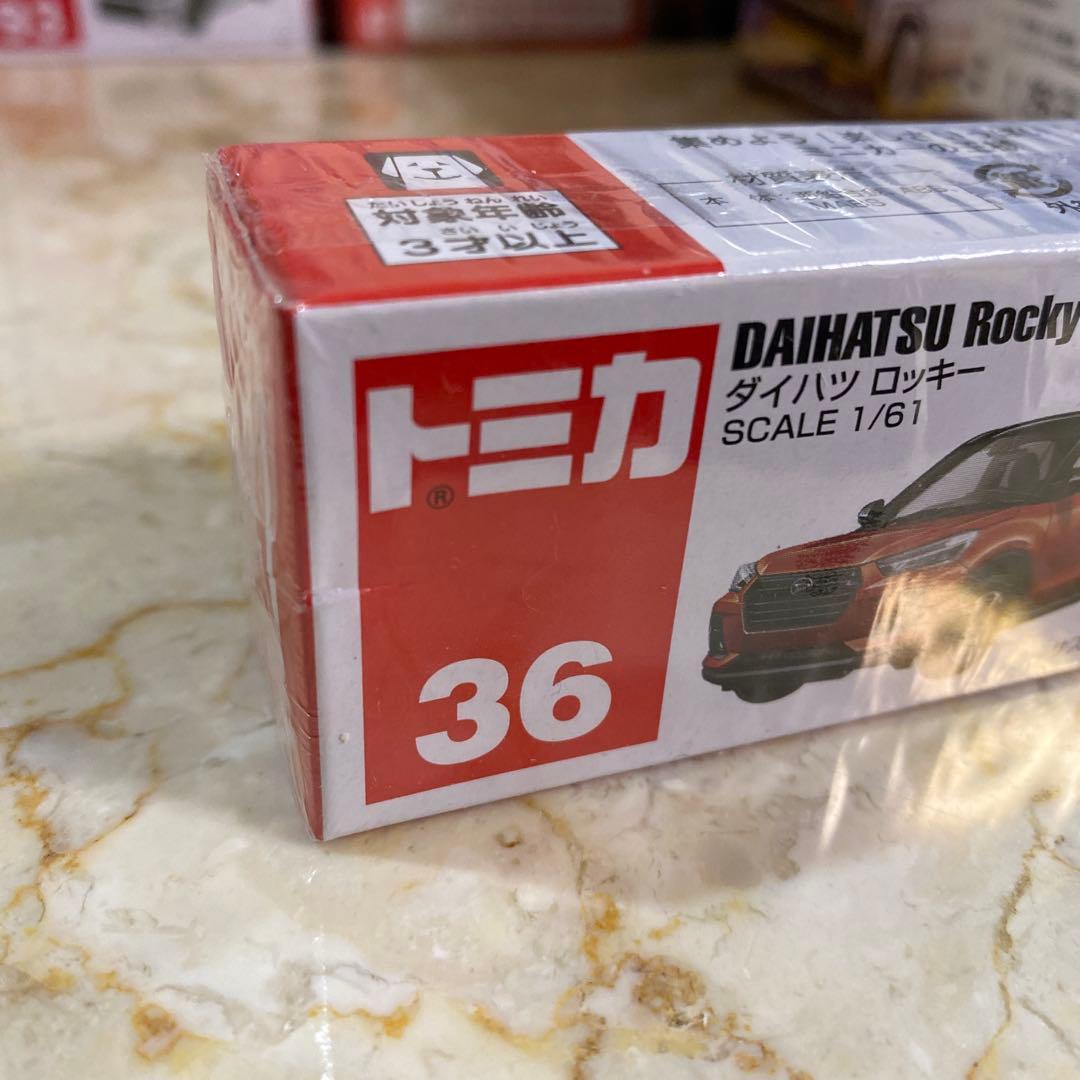 たいしょうねんれい
対象年齢
さいいじょう
3才以上
本体
トミカ
®
36
DAIHATSU Rocky
ダイハツ ロッキー
SCALE 1/61